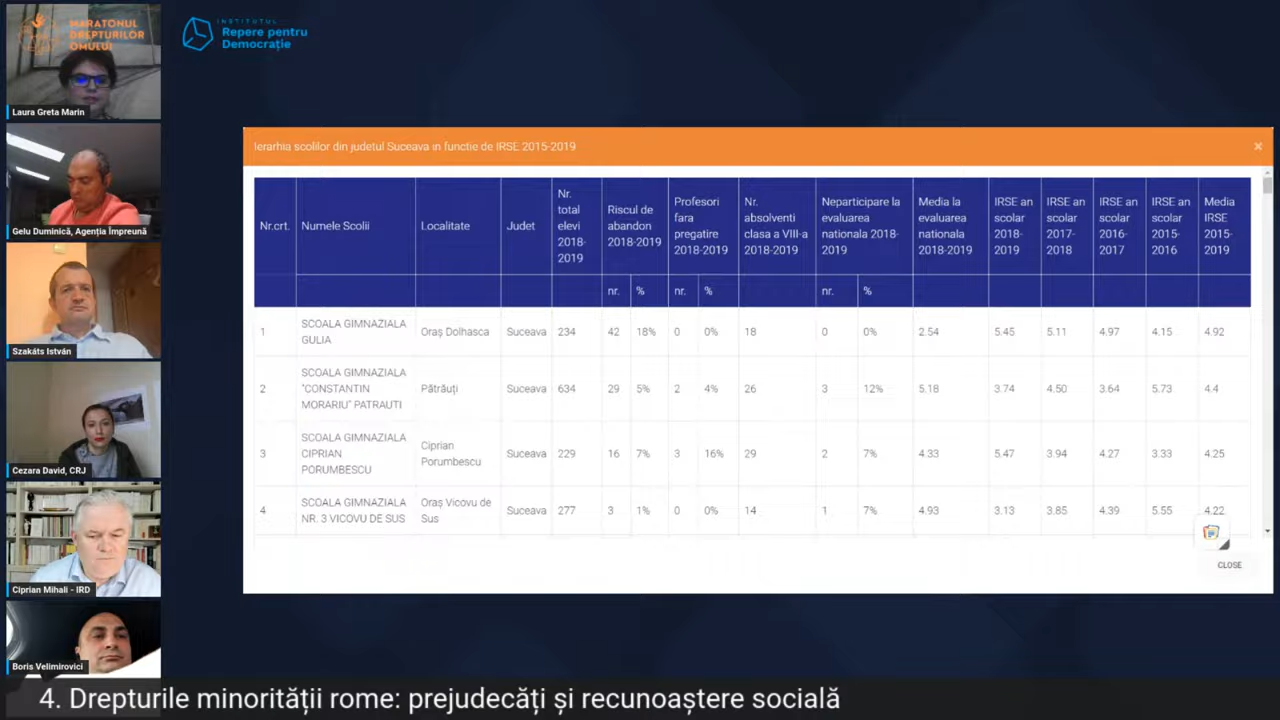 MARATONUL
DREPTURILOR
OMULUI
INSTITUTUL
Repere pentru
Democrație
Laura Greta Marin
Gelu Duminică, Agenția Împreună
Szakáts István
Cezara David, CRJ
Ciprian Mihali - IRD
Boris Velimirovici
Ierarhia scolilor din judetul Suceava in functie de IRSE 2015-2019
×
Nr.crt.
Numele Scolii
Localitate
Judet
Nr.
total
elevi
2018-
2019
Riscul de
abandon
2018-2019
Profesori
fara
pregatire
2018-2019
Nr.
absolventi
clasa a VIII-a
2018-2019
Neparticipare la
evaluarea
nationala 2018-
2019
Media la
evaluarea
nationala
2018-2019
IRSE an
scolar
2018-
2019
IRSE an
scolar
2017-
2018
IRSE an
scolar
2016-
2017
IRSE an
scolar
2015-
2016
Media
IRSE
2015-
2019
nr. % nr. % nr. %
1 SCOALA GIMNAZIALA
GULIA
Oraș Dolhasca Suceava 234 42 18% 0 0% 18 0 0% 2.54 5.45 5.11 4.97 4.15 4.92
2 SCOALA GIMNAZIALA
"CONSTANTIN
MORARIU" PATRAUTI
Pătrăuți Suceava 634 29 5% 2 4% 26 3 12% 5.18 3.74 4.50 3.64 5.73 4.4
3 SCOALA GIMNAZIALA
CIPRIAN
PORUMBESCU
Ciprian
Porumbescu
Suceava 229 16 7% 3 16% 29 2 7% 4.33 5.47 3.94 4.27 3.33 4.25
4 SCOALA GIMNAZIALA
NR. 3 VICOVU DE SUS
Oraș Vicovu de
Sus
Suceava 277 3 1% 0 0% 14 1 7% 4.93 3.13 3.85 4.39 5.55 4.22
CLOSE
4. Drepturile minorității rome: prejudecăți și recunoaștere socială